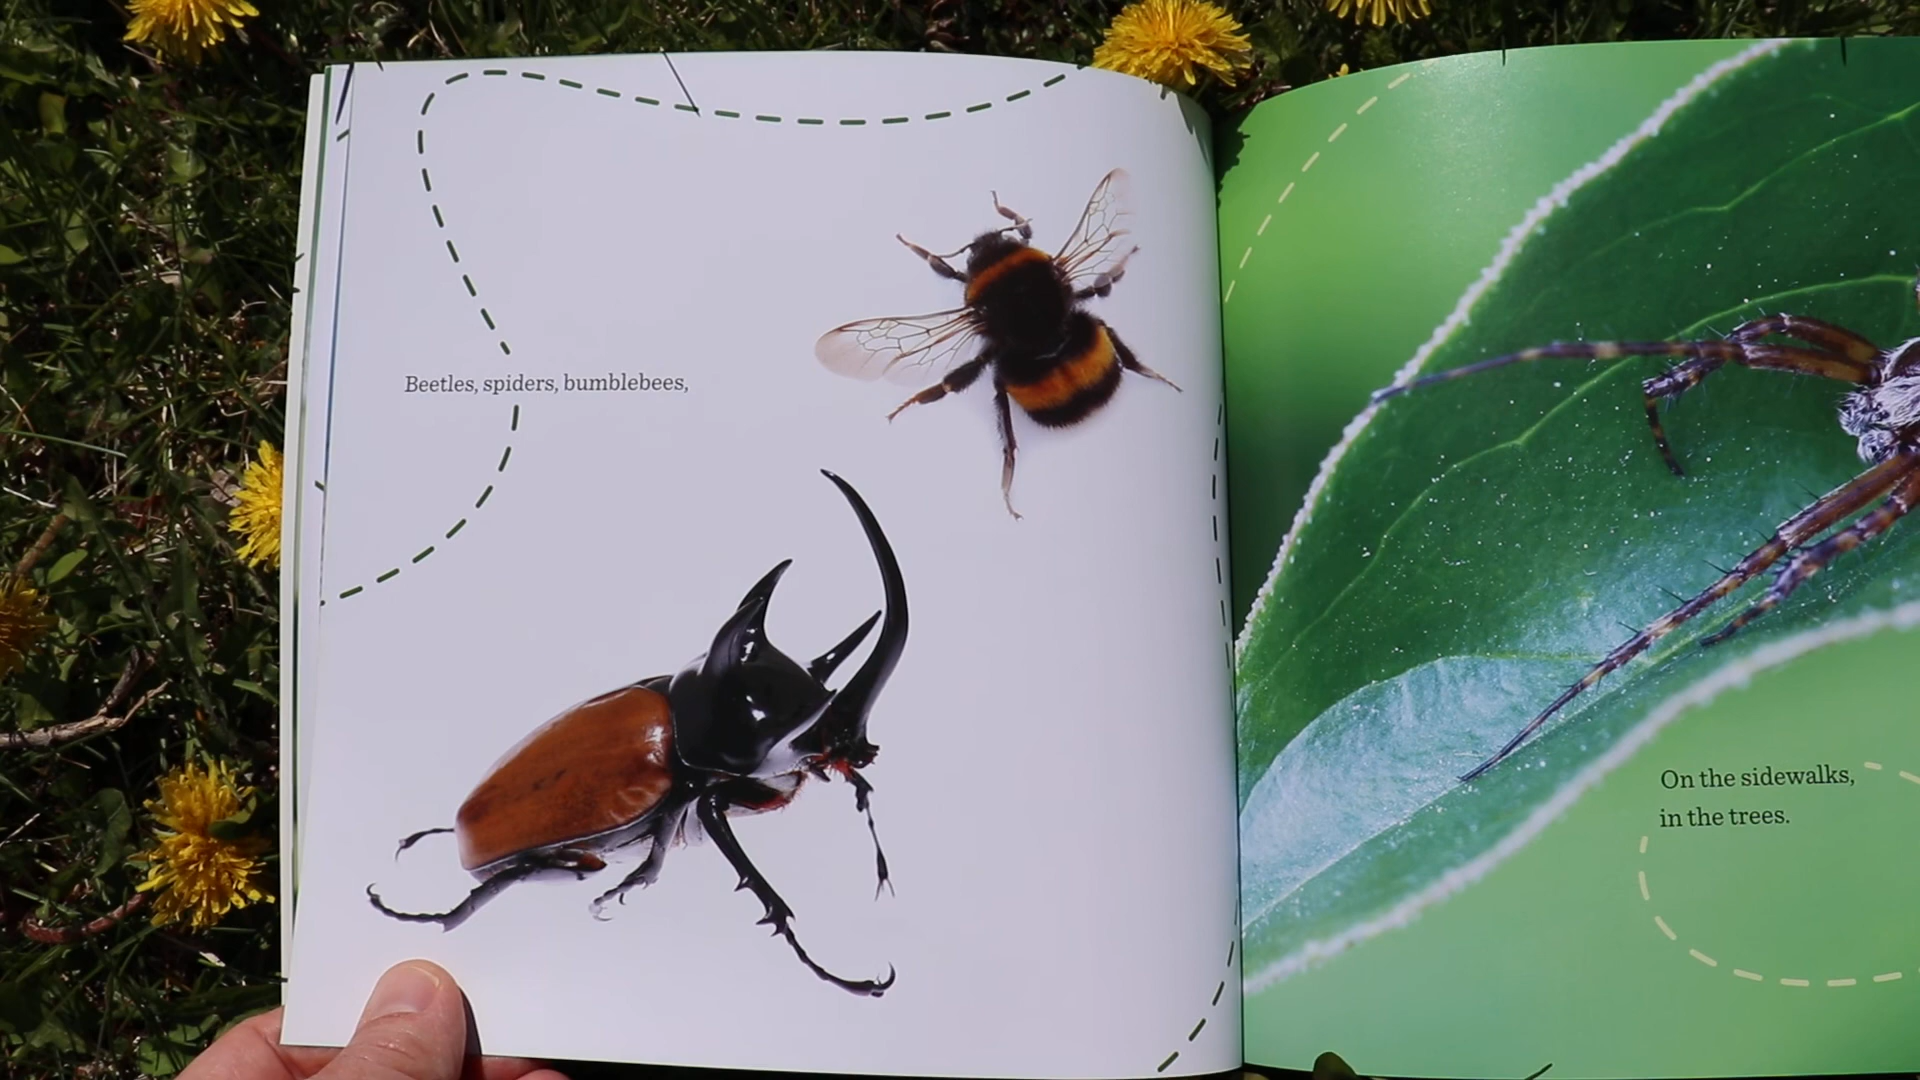 Beetles, spiders, bumblebees,
On the sidewalks,
in the trees.